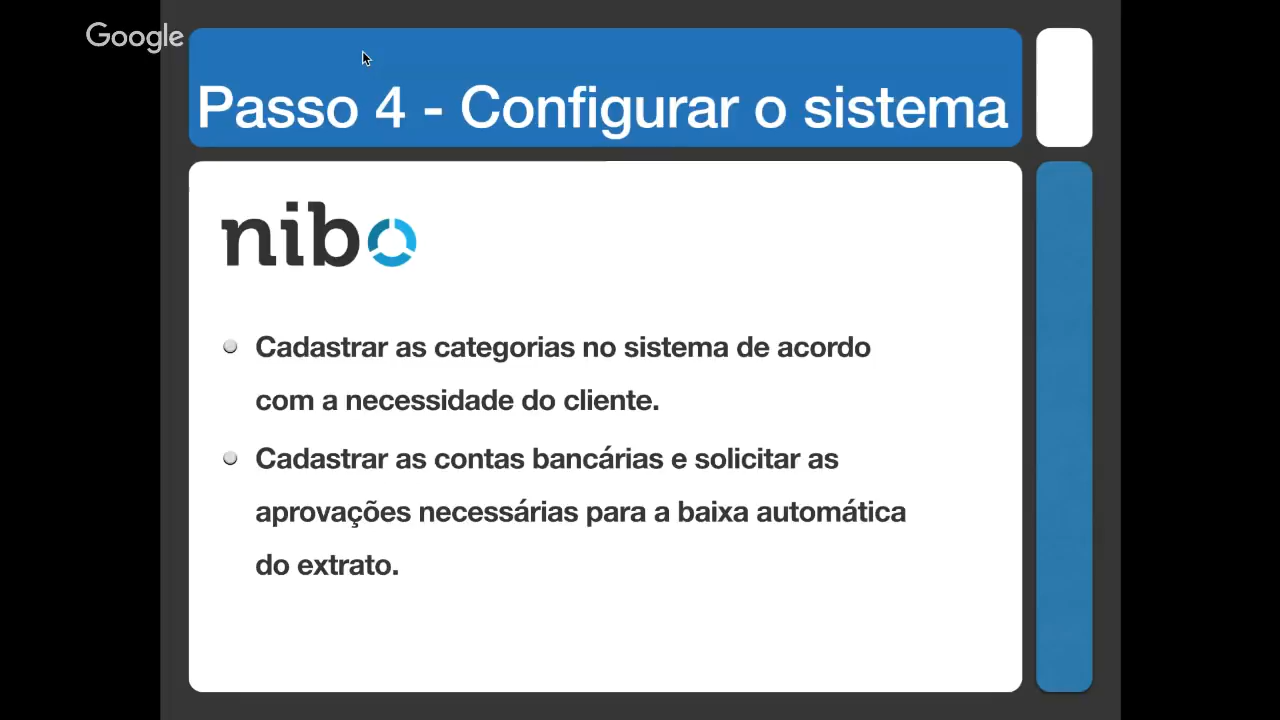 Google
Passo 4 - Configurar o sistema
nibo
Cadastrar as categorias no sistema de acordo
com a necessidade do cliente.
Cadastrar as contas bancárias e solicitar as
aprovações necessárias para a baixa automática
do extrato.